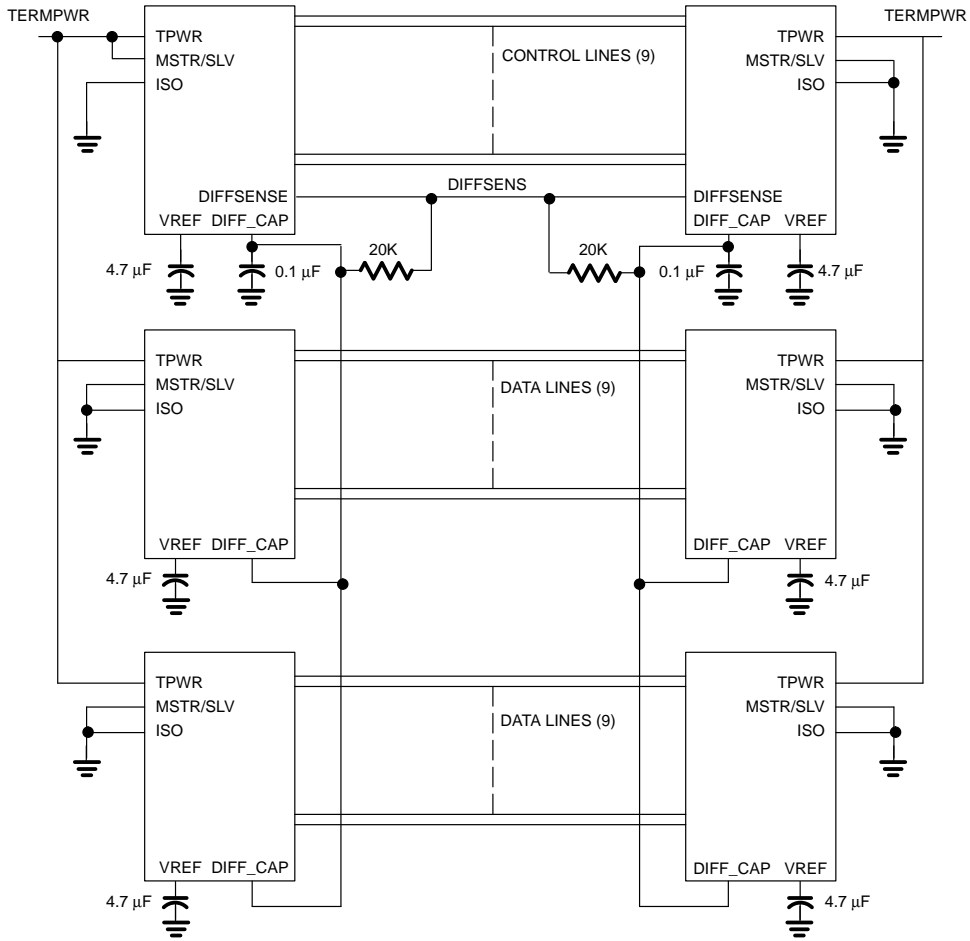 TERMPWR
TERMPWR
TPWR
MSTR/SLV
ISO
CONTROL LINES (9)
TPWR
MSTR/SLV
ISO
DIFFSENSE
DIFFSENS
DIFFSENSE
VREF
DIFF_CAP
DIFF_CAP
VREF
4.7 μF
0.1 μF
20K
20K
0.1 μF
4.7 μF
TPWR
MSTR/SLV
ISO
DATA LINES (9)
TPWR
MSTR/SLV
ISO
VREF
DIFF_CAP
DIFF_CAP
VREF
4.7 μF
4.7 μF
TPWR
MSTR/SLV
ISO
DATA LINES (9)
TPWR
MSTR/SLV
ISO
VREF
DIFF_CAP
DIFF_CAP
VREF
4.7 μF
4.7 μF